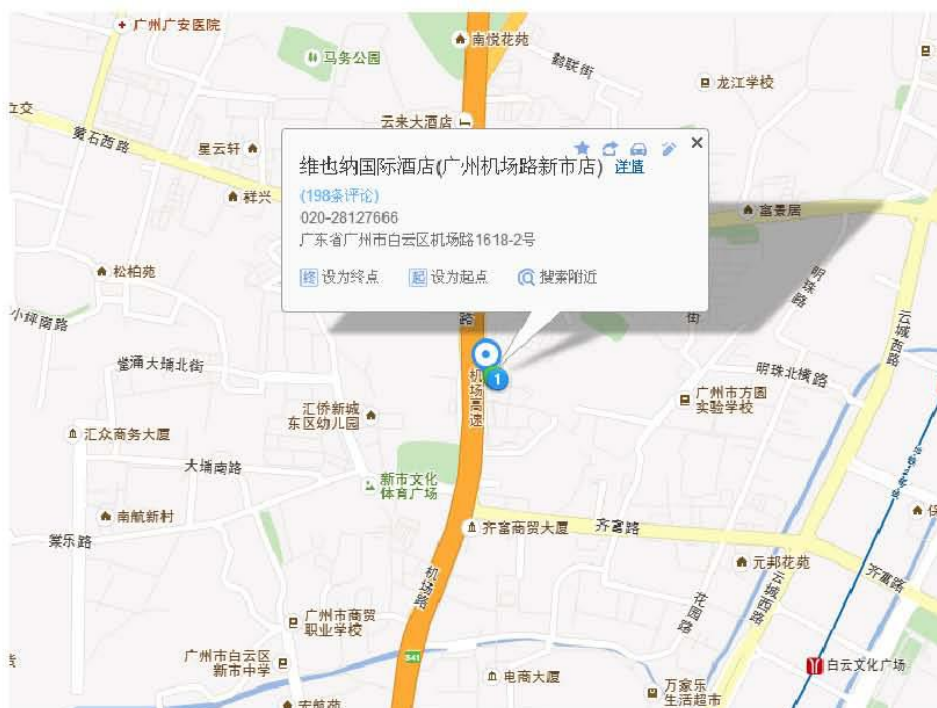 广州广安医院
南悦花苑
马务公园
鹤联街
龙江学校
立交
黄石西路
云来大酒店
星云轩
维也纳国际酒店(广州机场路新市店) 详情
(198条评论)
020-28127666
广东省广州市白云区机场路1618-2号
终 设为终点 起 设为起点 搜索附近
祥兴
富景居
松柏苑
明珠路
小坪南路
路
街
云城西路
机场高速
1
明珠北横路
汇侨新城
东区幼儿园
广州市方圆
实验学校
汇众商务大厦
大埔南路
新市文化
体育广场
南航新村
棠乐路
齐富商贸大厦
齐富路
元邦花苑
云城西路
齐富路
机场路
花园路
广州市商贸
职业学校
S41
广州市白云区
新市中学
电商大厦
白云文化广场
万家乐
生活超市
宏航苑